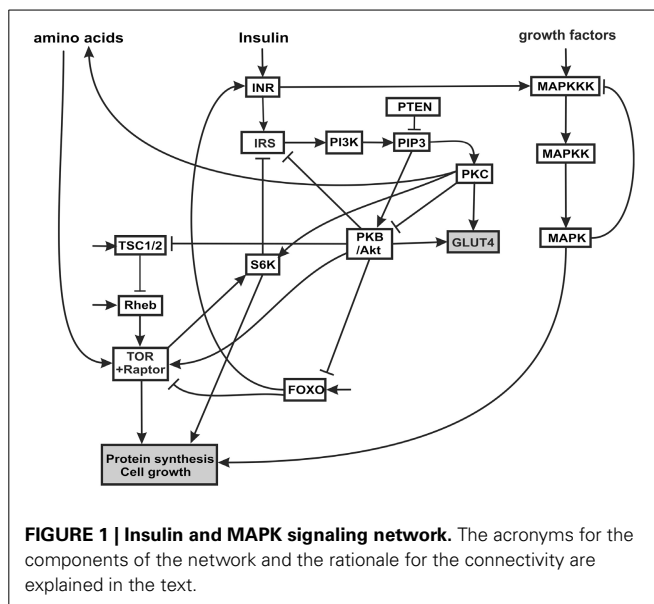 amino acids
Insulin
growth factors
INR
MAPKKK
PTEN
IRS
PI3K
PIP3
MAPKK
PKC
TSC1/2
PKB
/Akt
GLUT4
MAPK
S6K
Rheb
TOR
+Raptor
FOXO
Protein synthesis
Cell growth
FIGURE 1 | Insulin and MAPK signaling network. The acronyms for the
components of the network and the rationale for the connectivity are
explained in the text.